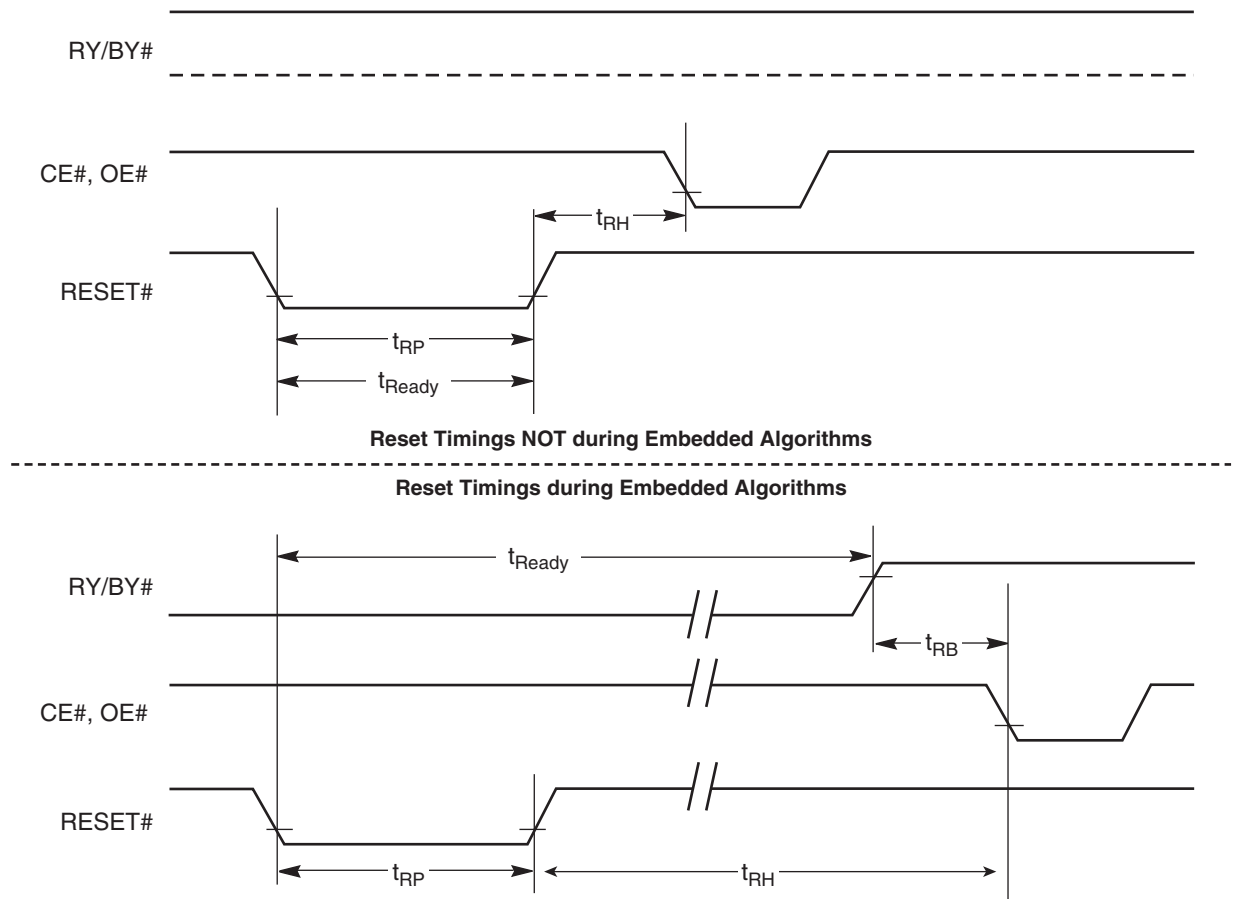 RY/BY#
CE#, OE#
tRH
RESET#
tRP
tReady
Reset Timings NOT during Embedded Algorithms
Reset Timings during Embedded Algorithms
tReady
RY/BY#
tRB
CE#, OE#
RESET#
tRP
tRH